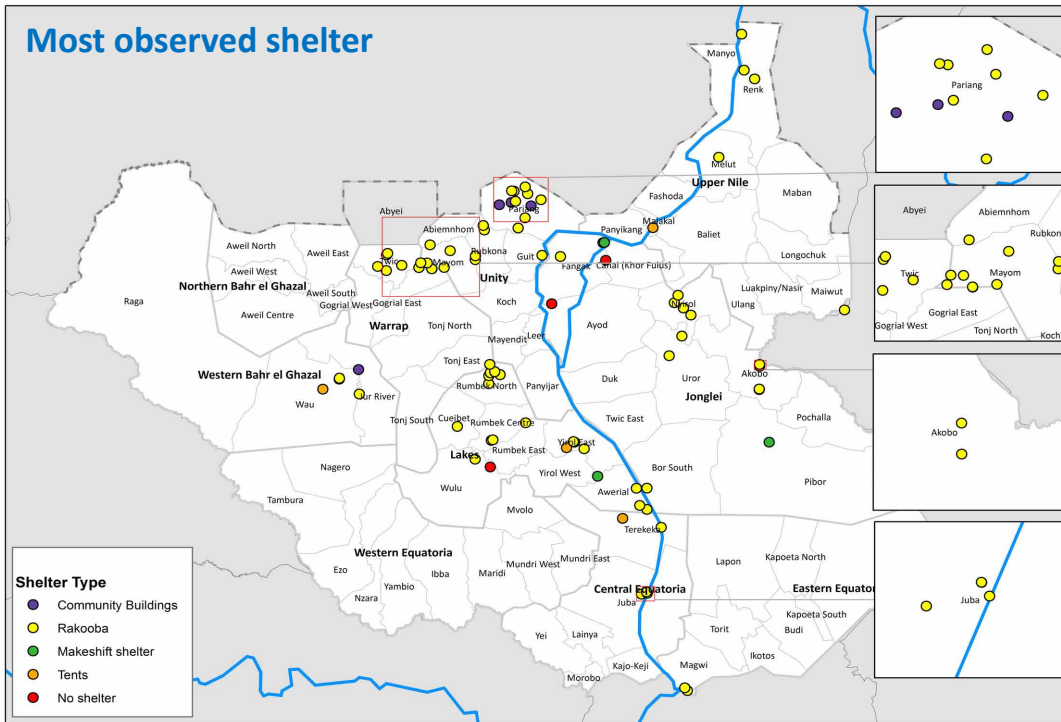 Most observed shelter
Manyo
Renk
Melut
Upper Nile
Maban
Fashoda
Malakal
Panyikang
Baliet
Longochuk
Canal (Khor Fulus)
Luakpiny/Nasir
Maiwut
Ulang
Nyirol
Pariang
Abyei
Abiemnhom
Twic
Mayom
Rubkona
Guit
Fangak
Unity
Koch
Leer
Mayendit
Panyijar
Ayod
Duk
Uror
Akobo
Jonglei
Twic East
Pochalla
Bor South
Pibor
Aweil North
Aweil East
Aweil West
Northern Bahr el Ghazal
Aweil South
Aweil Centre
Gogrial West
Gogrial East
Raga
Warrap
Tonj North
Tonj East
Tonj South
Western Bahr el Ghazal
Wau
Jur River
Rumbek North
Cueibet
Rumbek Centre
Lakes
Rumbek East
Wulu
Yirol East
Yirol West
Awerial
Nagero
Tambura
Mvolo
Terekeka
Western Equatoria
Ezo
Nzara
Yambio
Ibba
Maridi
Mundri West
Mundri East
Central Equatoria
Juba
Yei
Lainya
Morobo
Kajo-Keji
Magwi
Lapon
Kapoeta North
Eastern Equator
Kapoeta South
Budi
Torit
Ikotos
Pariang
Abyei
Abiemnhom
Rubkon
Twic
Mayom
Gogrial West
Gogrial East
Tonj North
Koch
Akobo
Juba
Shelter Type
Community Buildings
Rakooba
Makeshift shelter
Tents
No shelter